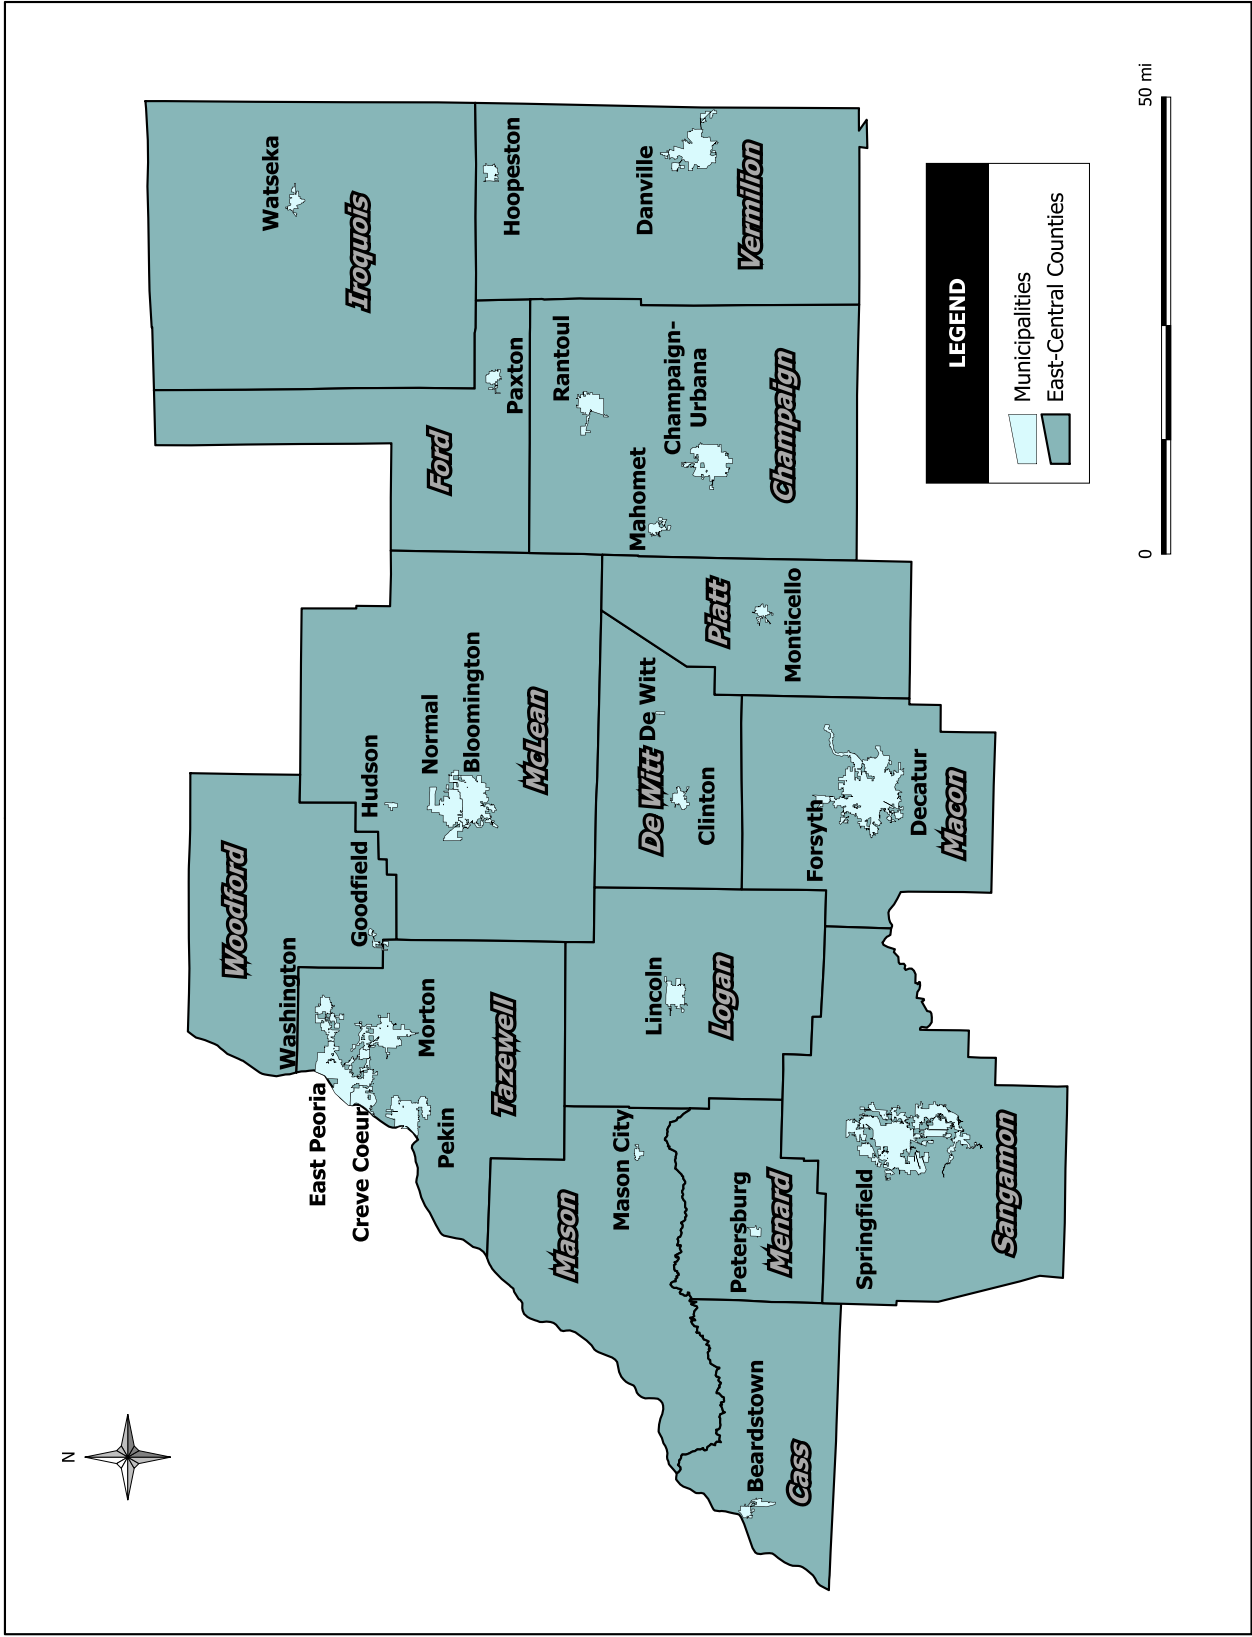 N
Woodford
Iroquois
Watseka
Washington
East Peoria
Creve Coeur
Goodfield
Hudson
Morton
Pekin
Normal
Bloomington
Ford
Paxton
Hoopeston
Tazewell
McLean
Rantoul
Mason
Mason City
Lincoln
Logan
De Witt
De Witt
Clinton
Mahomet
Champaign-
Urbana
Danville
Vermilion
Piatt
Monticello
Champaign
Petersburg
Menard
Beardstown
Cass
Springfield
Sangamon
Forsyth
Decatur
Macon
LEGEND
Municipalities
East-Central Counties
0
50 mi